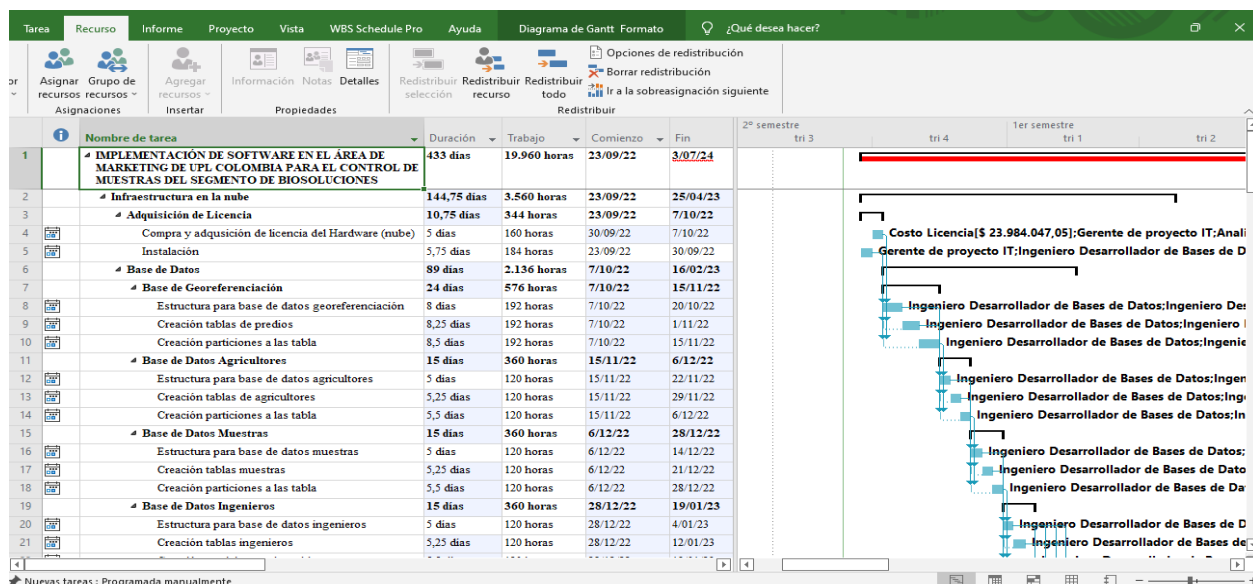 Tarea Recurso Informe Proyecto Vista WBS Schedule Pro Ayuda Diagrama de Gantt Formato ¿Qué desea hacer?
or Asignar recursos Grupo de recursos Agregar recursos Información Notas Detalles Redistribuir selección Redistribuir recurso Redistribuir todo
Opciones de redistribución
Borrar redistribución
Ir a la sobreasignación siguiente
Asignaciones Insertar Propiedades Redistribuir
Nombre de tarea Duración Trabajo Comienzo Fin
2º semestre 1er semestre
tri 3 tri 4 tri 1 tri 2
1 IMPLEMENTACIÓN DE SOFTWARE EN EL ÁREA DE 433 días 19.960 horas 23/09/22 3/07/24
MARKETING DE UPL COLOMBIA PARA EL CONTROL DE
MUESTRAS DEL SEGMENTO DE BIOSOLUCIONES
2 Infraestructura en la nube 144,75 días 3.560 horas 23/09/22 25/04/23
3 Adquisición de Licencia 10,75 días 344 horas 23/09/22 7/10/22
4 Compra y adqusición de licencia del Hardware (nube) 5 días 160 horas 30/09/22 7/10/22 Costo Licencia[$ 23.984.047,05];Gerente de proyecto IT;Anali
5 Instalación 5,75 días 184 horas 23/09/22 30/09/22 Gerente de proyecto IT;Ingeniero Desarrollador de Bases de D
6 Base de Datos 89 días 2.136 horas 7/10/22 16/02/23
7 Base de Georeferenciación 24 días 576 horas 7/10/22 15/11/22
8 Estructura para base de datos georeferenciación 8 días 192 horas 7/10/22 20/10/22 Ingeniero Desarrollador de Bases de Datos;Ingeniero Des
9 Creación tablas de predios 8,25 días 192 horas 7/10/22 1/11/22 Ingeniero Desarrollador de Bases de Datos;Ingeniero
10 Creación particiones a las tabla 8,5 días 192 horas 7/10/22 15/11/22 Ingeniero Desarrollador de Bases de Datos;Ingenie
11 Base de Datos Agricultores 15 días 360 horas 15/11/22 6/12/22
12 Estructura para base de datos agricultores 5 días 120 horas 15/11/22 22/11/22 Ingeniero Desarrollador de Bases de Datos;Ingen
13 Creación tablas de agricultores 5,25 días 120 horas 15/11/22 29/11/22 Ingeniero Desarrollador de Bases de Datos;Ing
14 Creación particiones a las tabla 5,5 días 120 horas 15/11/22 6/12/22 Ingeniero Desarrollador de Bases de Datos;In
15 Base de Datos Muestras 15 días 360 horas 6/12/22 28/12/22
16 Estructura para base de datos muestras 5 días 120 horas 6/12/22 14/12/22 Ingeniero Desarrollador de Bases de Datos;
17 Creación tablas muestras 5,25 días 120 horas 6/12/22 21/12/22 Ingeniero Desarrollador de Bases de Dato
18 Creación particiones a las tabla 5,5 días 120 horas 6/12/22 28/12/22 Ingeniero Desarrollador de Bases de Da
19 Base de Datos Ingenieros 15 días 360 horas 28/12/22 19/01/23
20 Estructura para base de datos ingenieros 5 días 120 horas 28/12/22 4/01/23 Ingeniero Desarrollador de Bases de D
21 Creación tablas ingenieros 5,25 días 120 horas 28/12/22 12/01/23 Ingeniero Desarrollador de Bases de
Nuevas tareas : Programada manualmente